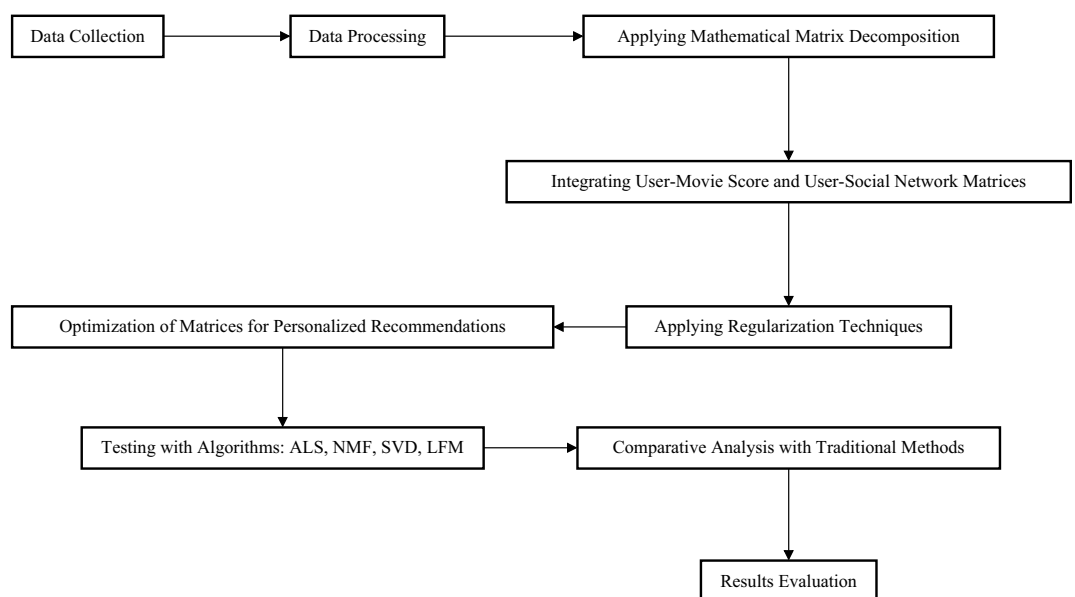 Data Collection
Data Processing
Applying Mathematical Matrix Decomposition
Integrating User-Movie Score and User-Social Network Matrices
Applying Regularization Techniques
Optimization of Matrices for Personalized Recommendations
Testing with Algorithms: ALS, NMF, SVD, LFM
Comparative Analysis with Traditional Methods
Results Evaluation